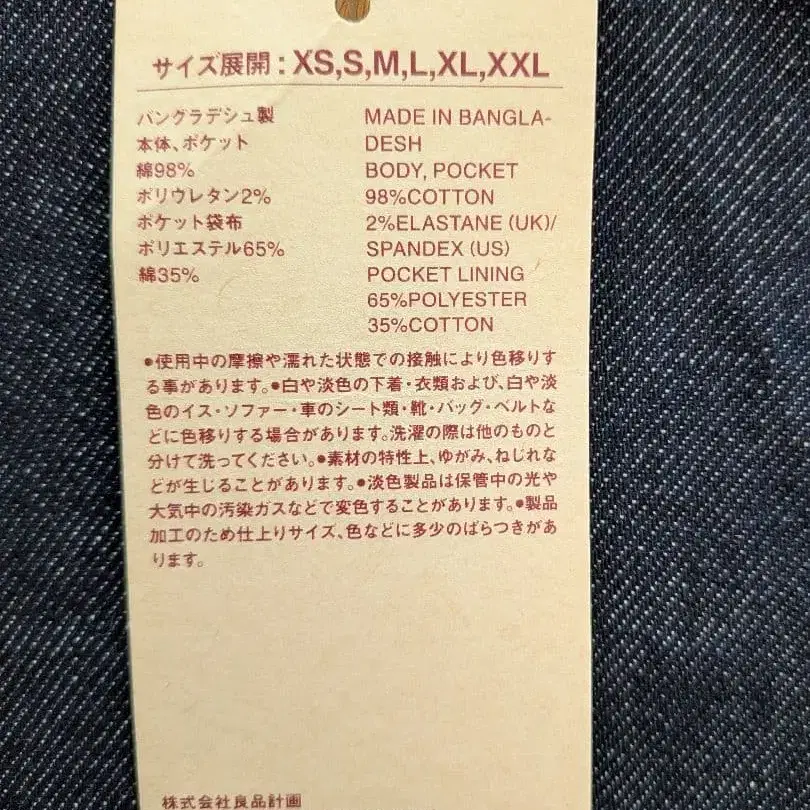 サイズ展開：XS,S,M,L,XL,XXL
バングラデシュ製
本体、ポケット
綿98%
ポリウレタン2%
ポケット袋布
ポリエステル65%
綿35%
MADE IN BANGLA-
DESH
BODY, POCKET
98%COTTON
2%ELASTANE (UK)/
SPANDEX (US)
POCKET LINING
65%POLYESTER
35%COTTON
●使用中の摩擦や濡れた状態での接触により色移りす
る事があります。●白や淡色の下着・衣類および、白や淡
色のイス・ソファー・車のシート類・靴・バッグ・ベルトな
どに色移りする場合があります。洗濯の際は他のものと
分けて洗ってください。●素材の特性上、ゆがみ、ねじれな
どが生じることがあります。●淡色製品は保管中の光や
大気中の汚染ガスなどで変色することがあります。●製品
加工のため仕上りサイズ、色などに多少のばらつきがあ
ります。
株式会社良品計画